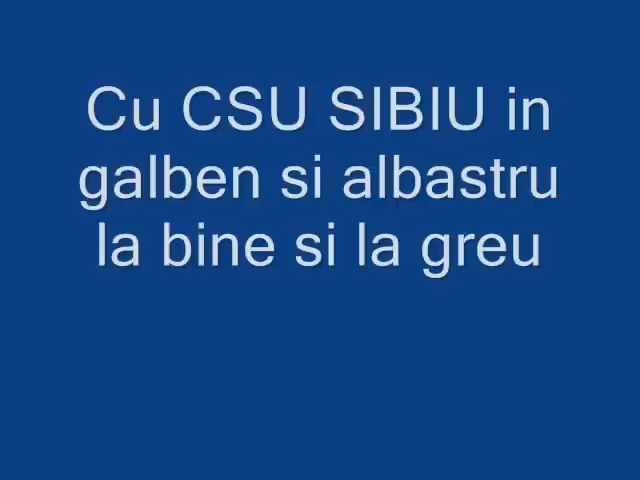 Cu CSU SIBIU in
galben si albastru
la bine si la greu